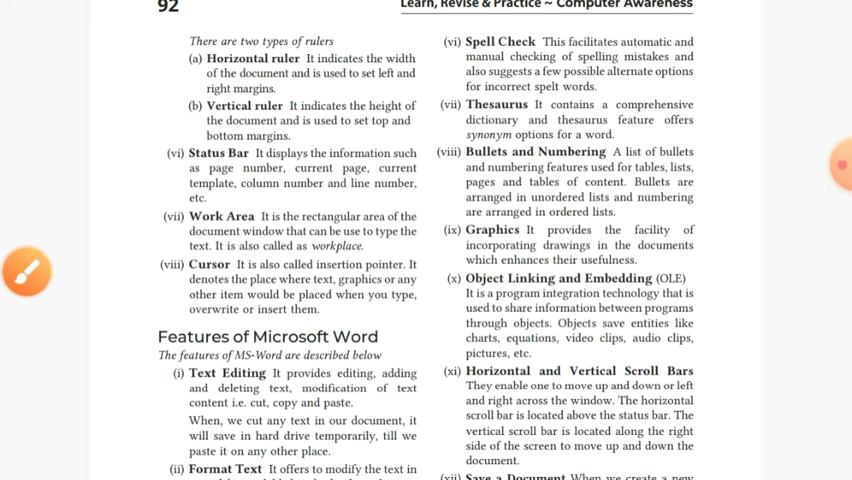 92
Learn, Revise & Practice ~ Computer Awareness
There are two types of rulers
(a) Horizontal ruler It indicates the width
of the document and is used to set left and
right margins.
(b) Vertical ruler It indicates the height of
the document and is used to set top and
bottom margins.
(vi) Status Bar It displays the information such
as page number, current page, current
template, column number and line number,
etc.
(vii) Work Area It is the rectangular area of the
document window that can be use to type the
text. It is also called as workplace.
(viii) Cursor It is also called insertion pointer. It
denotes the place where text, graphics or any
other item would be placed when you type,
overwrite or insert them.
Features of Microsoft Word
The features of MS-Word are described below
(i) Text Editing It provides editing, adding
and deleting text, modification of text
content i.e. cut, copy and paste.
When, we cut any text in our document, it
will save in hard drive temporarily, till we
paste it on any other place.
(ii) Format Text It offers to modify the text in
(vi) Spell Check This facilitates automatic and
manual checking of spelling mistakes and
also suggests a few possible alternate options
for incorrect spelt words.
(vii) Thesaurus It contains a comprehensive
dictionary and thesaurus feature offers
synonym options for a word.
(viii) Bullets and Numbering A list of bullets
and numbering features used for tables, lists,
pages and tables of content. Bullets are
arranged in unordered lists and numbering
are arranged in ordered lists.
(ix) Graphics It provides the facility of
incorporating drawings in the documents
which enhances their usefulness.
(x) Object Linking and Embedding (OLE)
It is a program integration technology that is
used to share information between programs
through objects. Objects save entities like
charts, equations, video clips, audio clips,
pictures, etc.
(xi) Horizontal and Vertical Scroll Bars
They enable one to move up and down or left
and right across the window. The horizontal
scroll bar is located above the status bar. The
vertical scroll bar is located along the right
side of the screen to move up and down the
document.
(xii) Save a Document When we create a new